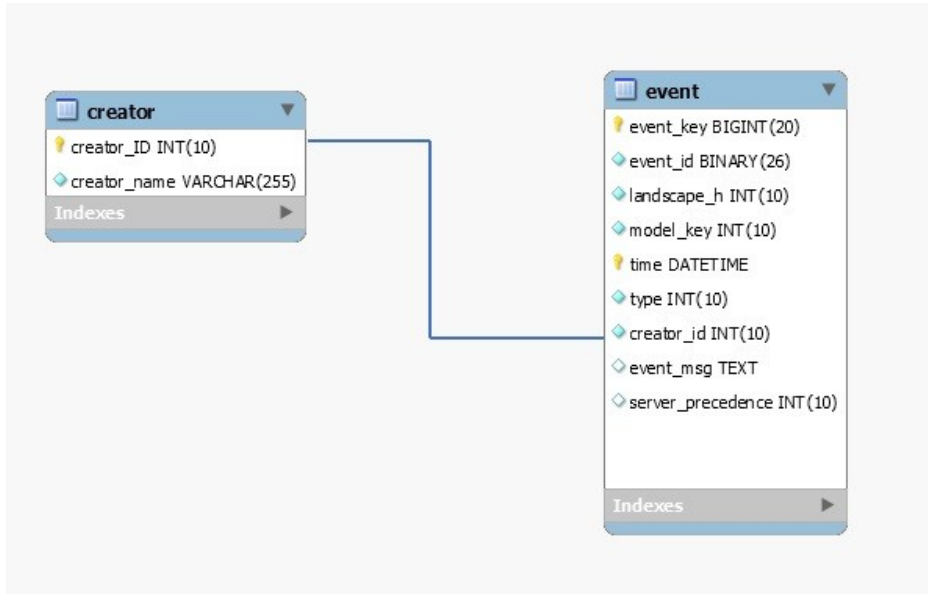 creator
creator_ID INT(10)
creator_name VARCHAR(255)
Indexes
event
event_key BIGINT(20)
event_id BINARY(26)
landscape_h INT(10)
model_key INT(10)
time DATETIME
type INT(10)
creator_id INT(10)
event_msg TEXT
server_precedence INT(10)
Indexes